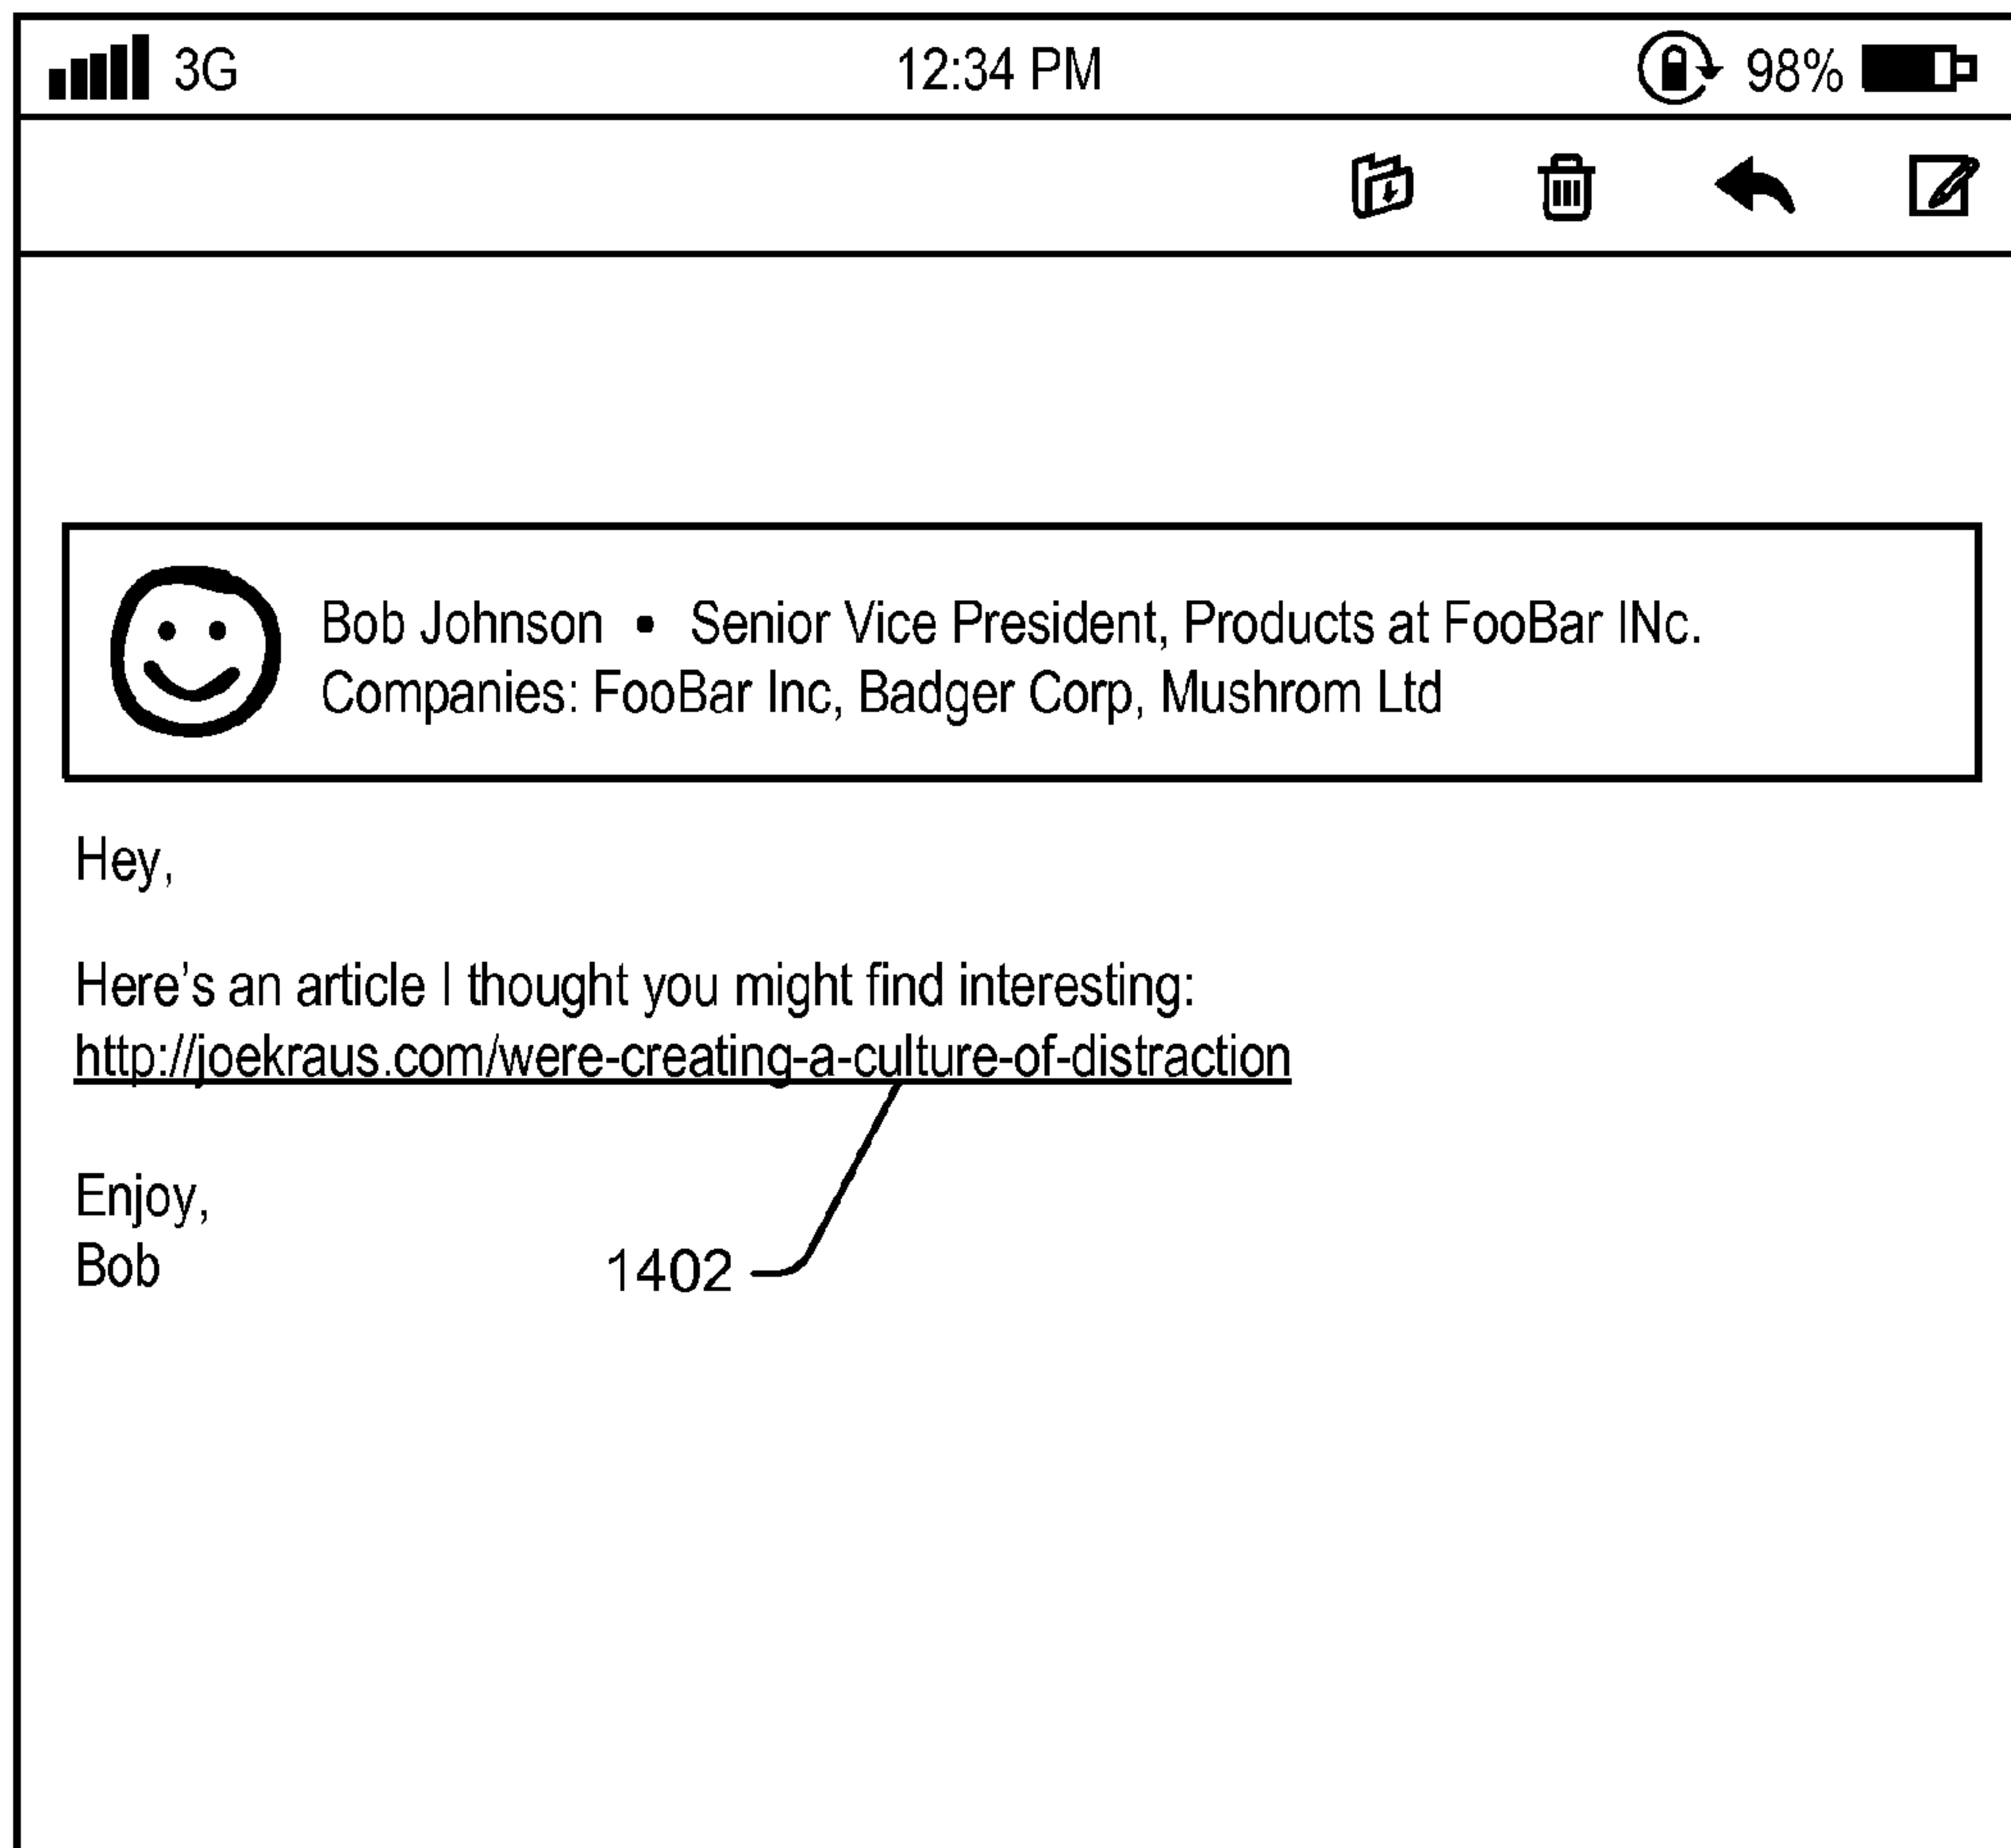 3G 12:34 PM 98%
Bob Johnson • Senior Vice President, Products at FooBar INc.
Companies: FooBar Inc, Badger Corp, Mushrom Ltd
Hey,
Here's an article I thought you might find interesting:
http://joekraus.com/were-creating-a-culture-of-distraction
Enjoy,
Bob
1402